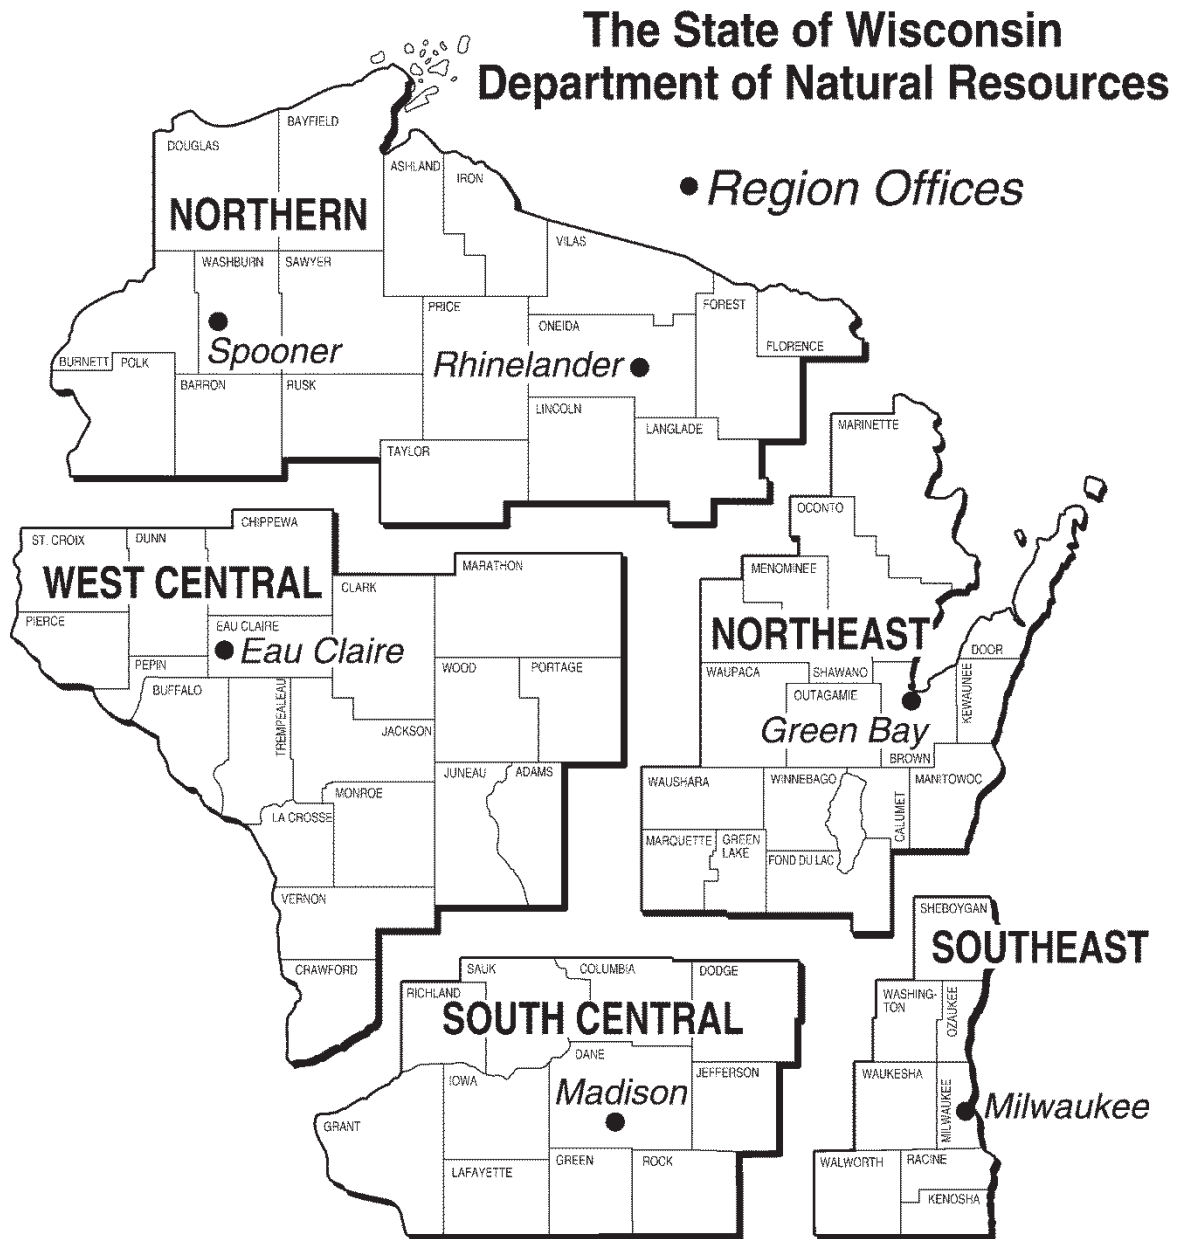 The State of Wisconsin
Department of Natural Resources
Region Offices
BAYFIELD
DOUGLAS
ASHLAND
IRON
NORTHERN
VILAS
WASHBURN
SAWYER
PRICE
FOREST
ONEIDA
FLORENCE
Spooner
Rhinelander
BURNETT
POLK
BARRON
RUSK
LINCOLN
LANGLADE
TAYLOR
MARINETTE
OCONTO
MENOMINEE
NORTHEAST
DOOR
WAUPACA
SHAWANO
OUTAGAMIE
KEWAUNEE
Green Bay
BROWN
WAUSHARA
WINNEBAGO
MANITOWOC
CALUMET
MARQUETTE
GREEN
LAKE
FOND DU LAC
CHIPPEWA
ST. CROIX
DUNN
WEST CENTRAL
MARATHON
CLARK
PIERCE
EAU CLAIRE
Eau Claire
PEPIN
WOOD
PORTAGE
BUFFALO
TREMPEALEAU
JACKSON
JUNEAU
ADAMS
MONROE
LA CROSSE
VERNON
CRAWFORD
SAUK
COLUMBIA
DODGE
RICHLAND
SOUTH CENTRAL
DANE
IOWA
JEFFERSON
Madison
GRANT
LAFAYETTE
GREEN
ROCK
SHEBOYGAN
SOUTHEAST
WASHING-
TON
OZAUKEE
WAUKESHA
MILWAUKEE
Milwaukee
WALWORTH
RACINE
KENOSHA